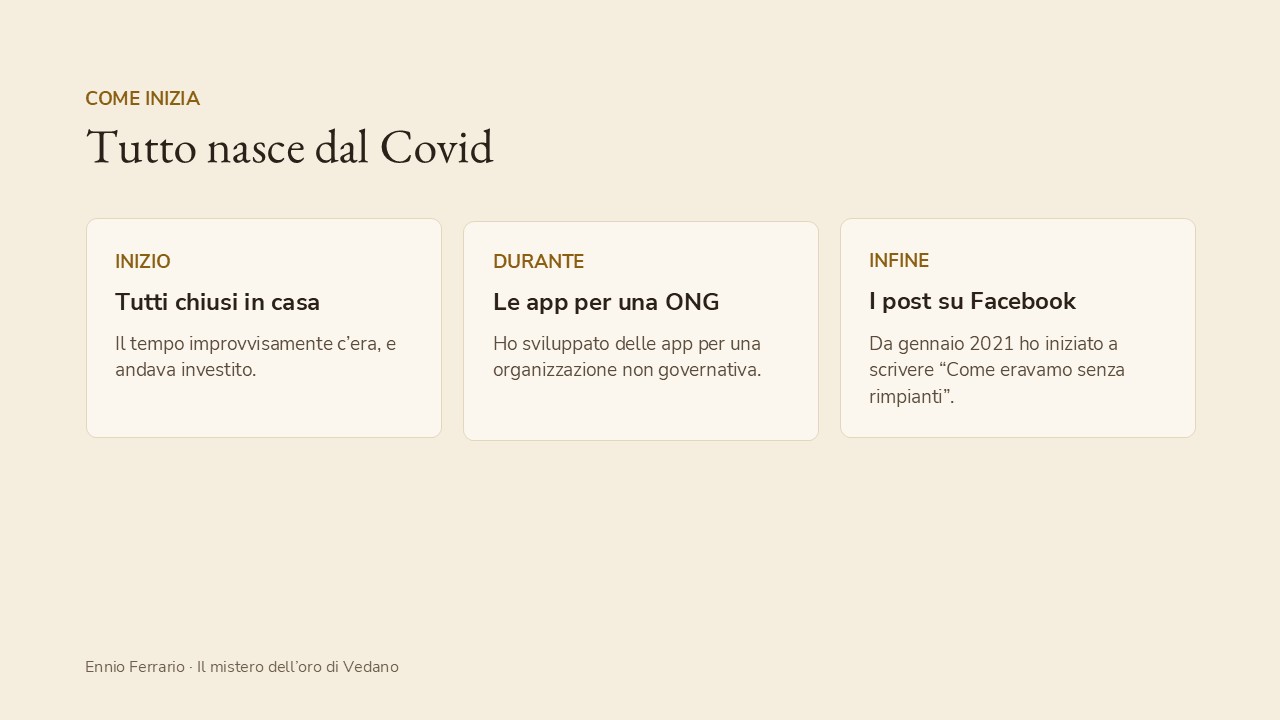 COME INIZIA
Tutto nasce dal Covid
INIZIO
Tutti chiusi in casa
Il tempo improvvisamente c’era, e
andava investito.
DURANTE
Le app per una ONG
Ho sviluppato delle app per una
organizzazione non governativa.
INFINE
I post su Facebook
Da gennaio 2021 ho iniziato a
scrivere “Come eravamo senza
rimpianti”.
Ennio Ferrario · Il mistero dell’oro di Vedano